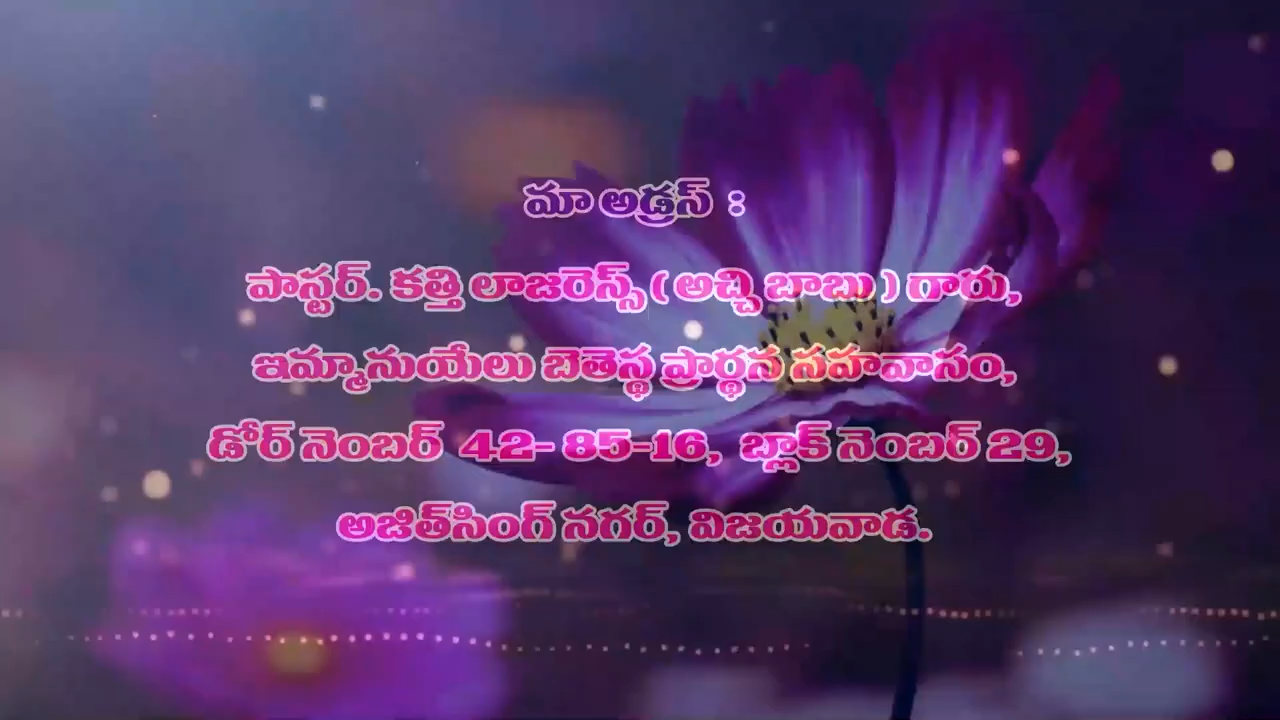 మా అడ్రస్ :
పాస్టర్. కత్తి లాజరెన్స్ ( అచ్చి బాబు ) గారు,
ఇమ్మానుయేలు బెతెస్థ ప్రార్థన సహవాసం,
డోర్ నెంబర్ 42- 85-16, బ్లాక్ నెంబర్ 29,
అజిత్‌సింగ్ నగర్, విజయవాడ.